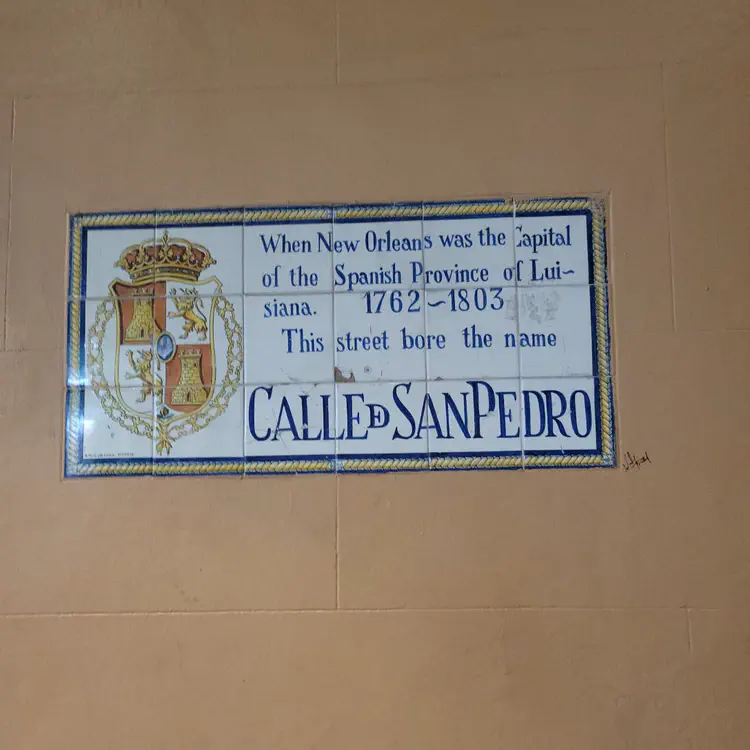 When New Orleans was the Capital
of the Spanish Province of Lui~
siana. 1762~1803
This street bore the name
CALLE DE SAN PEDRO